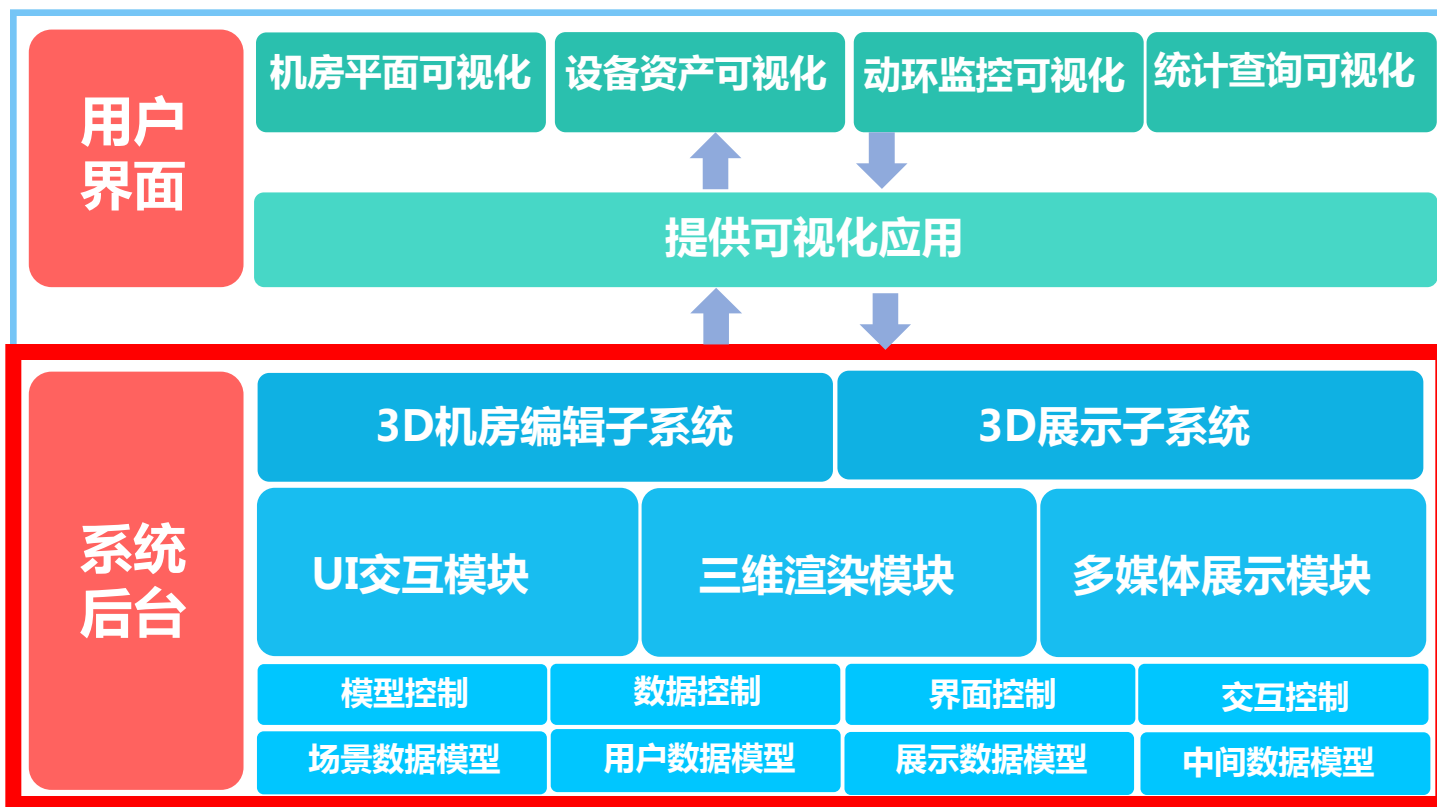 用户
界面
机房平面可视化
设备资产可视化
动环监控可视化
统计查询可视化
提供可视化应用
系统
后台
3D机房编辑子系统
3D展示子系统
UI交互模块
三维渲染模块
多媒体展示模块
模型控制
数据控制
界面控制
交互控制
场景数据模型
用户数据模型
展示数据模型
中间数据模型